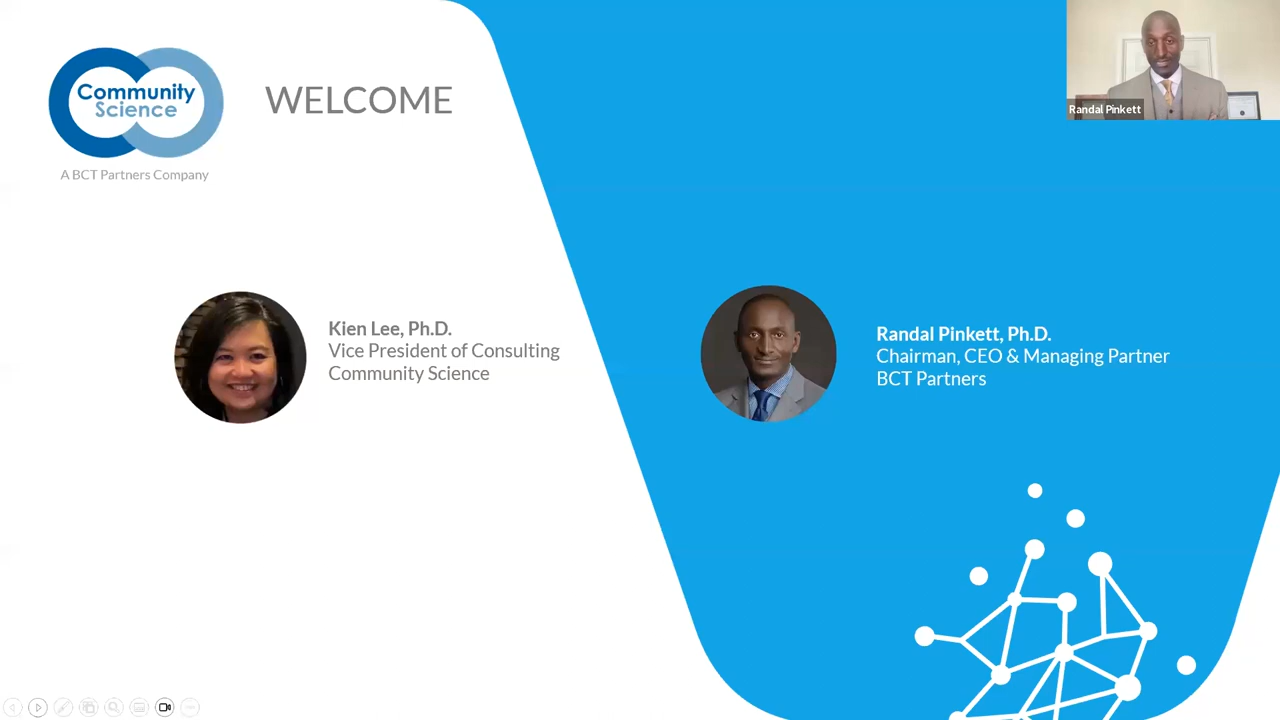 Community
Science
A BCT Partners Company
WELCOME
Randal Pinkett
Kien Lee, Ph.D.
Vice President of Consulting
Community Science
Randal Pinkett, Ph.D.
Chairman, CEO & Managing Partner
BCT Partners